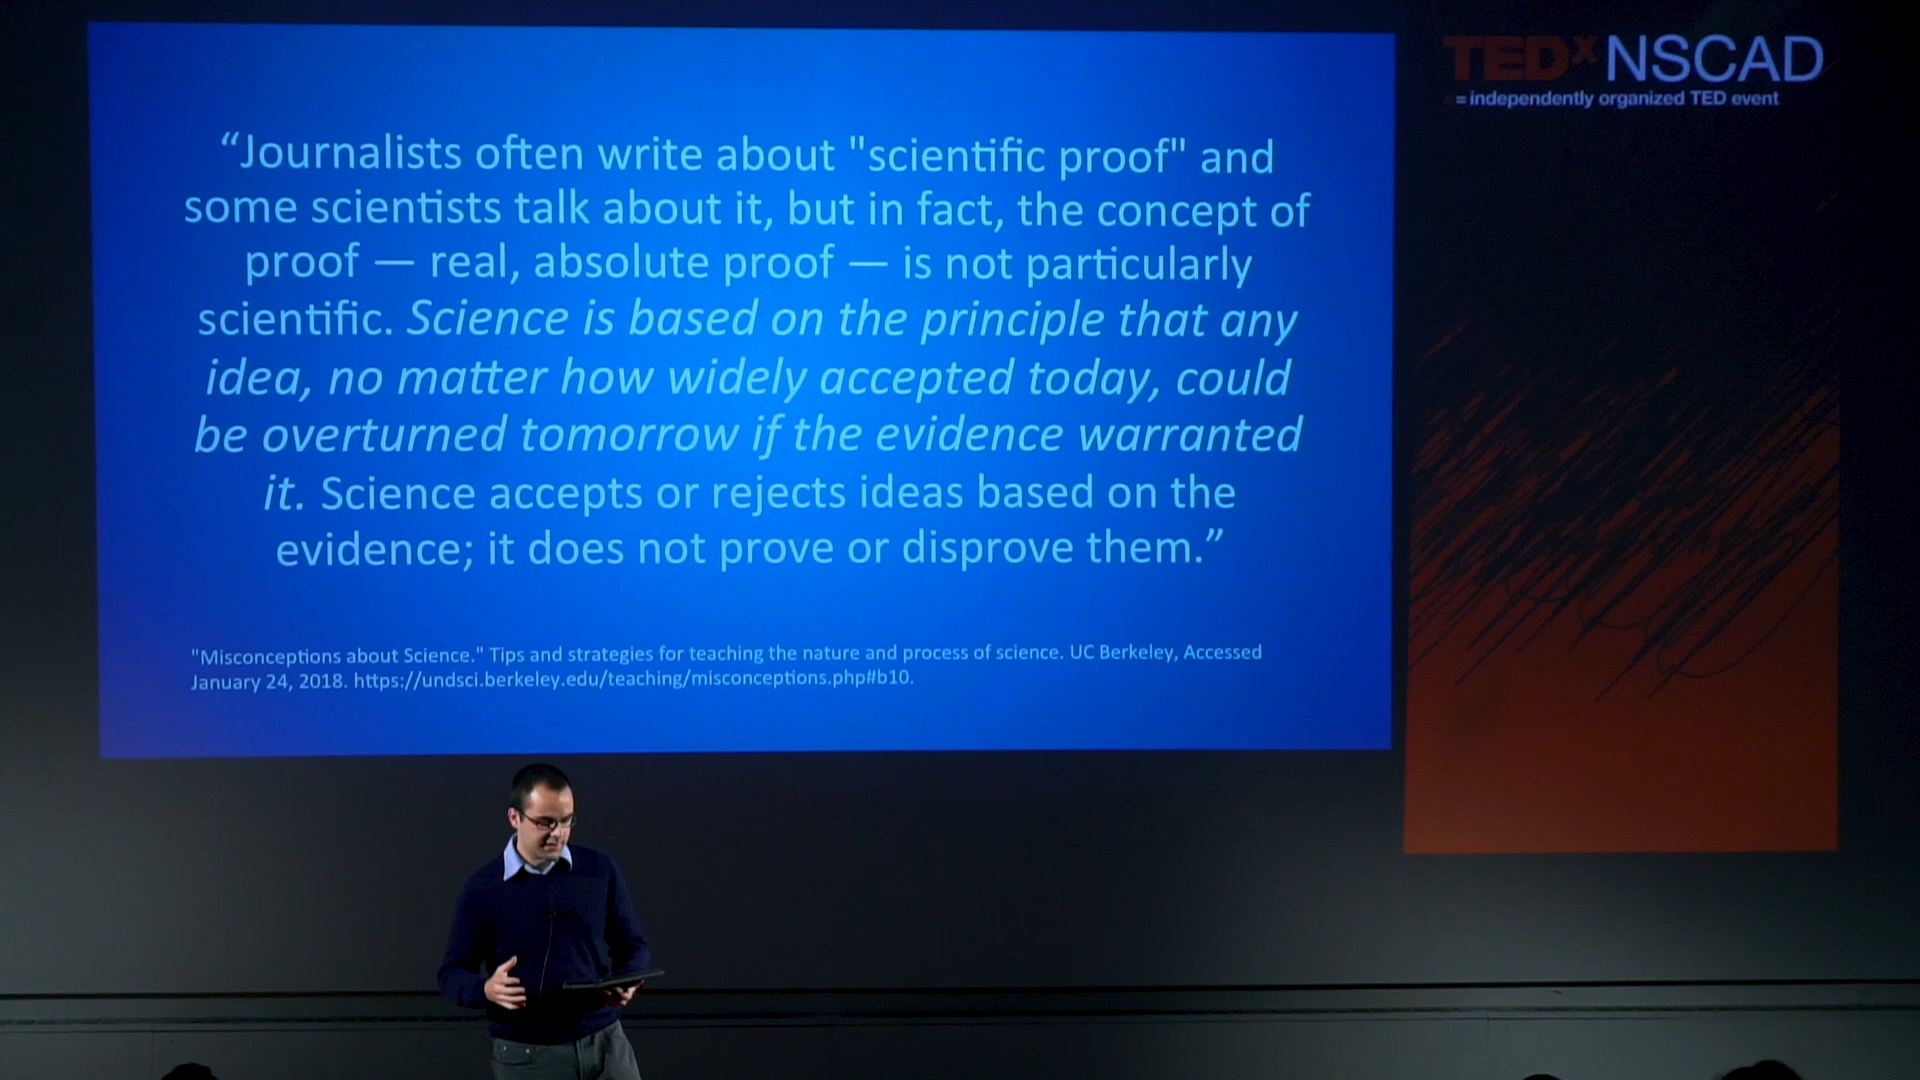 “Journalists often write about "scientific proof" and
some scientists talk about it, but in fact, the concept of
proof — real, absolute proof — is not particularly
scientific. Science is based on the principle that any
idea, no matter how widely accepted today, could
be overturned tomorrow if the evidence warranted
it. Science accepts or rejects ideas based on the
evidence; it does not prove or disprove them.”
"Misconceptions about Science." Tips and strategies for teaching the nature and process of science. UC Berkeley, Accessed
January 24, 2018. https://undsci.berkeley.edu/teaching/misconceptions.php#b10.
TEDx NSCAD
x = independently organized TED event